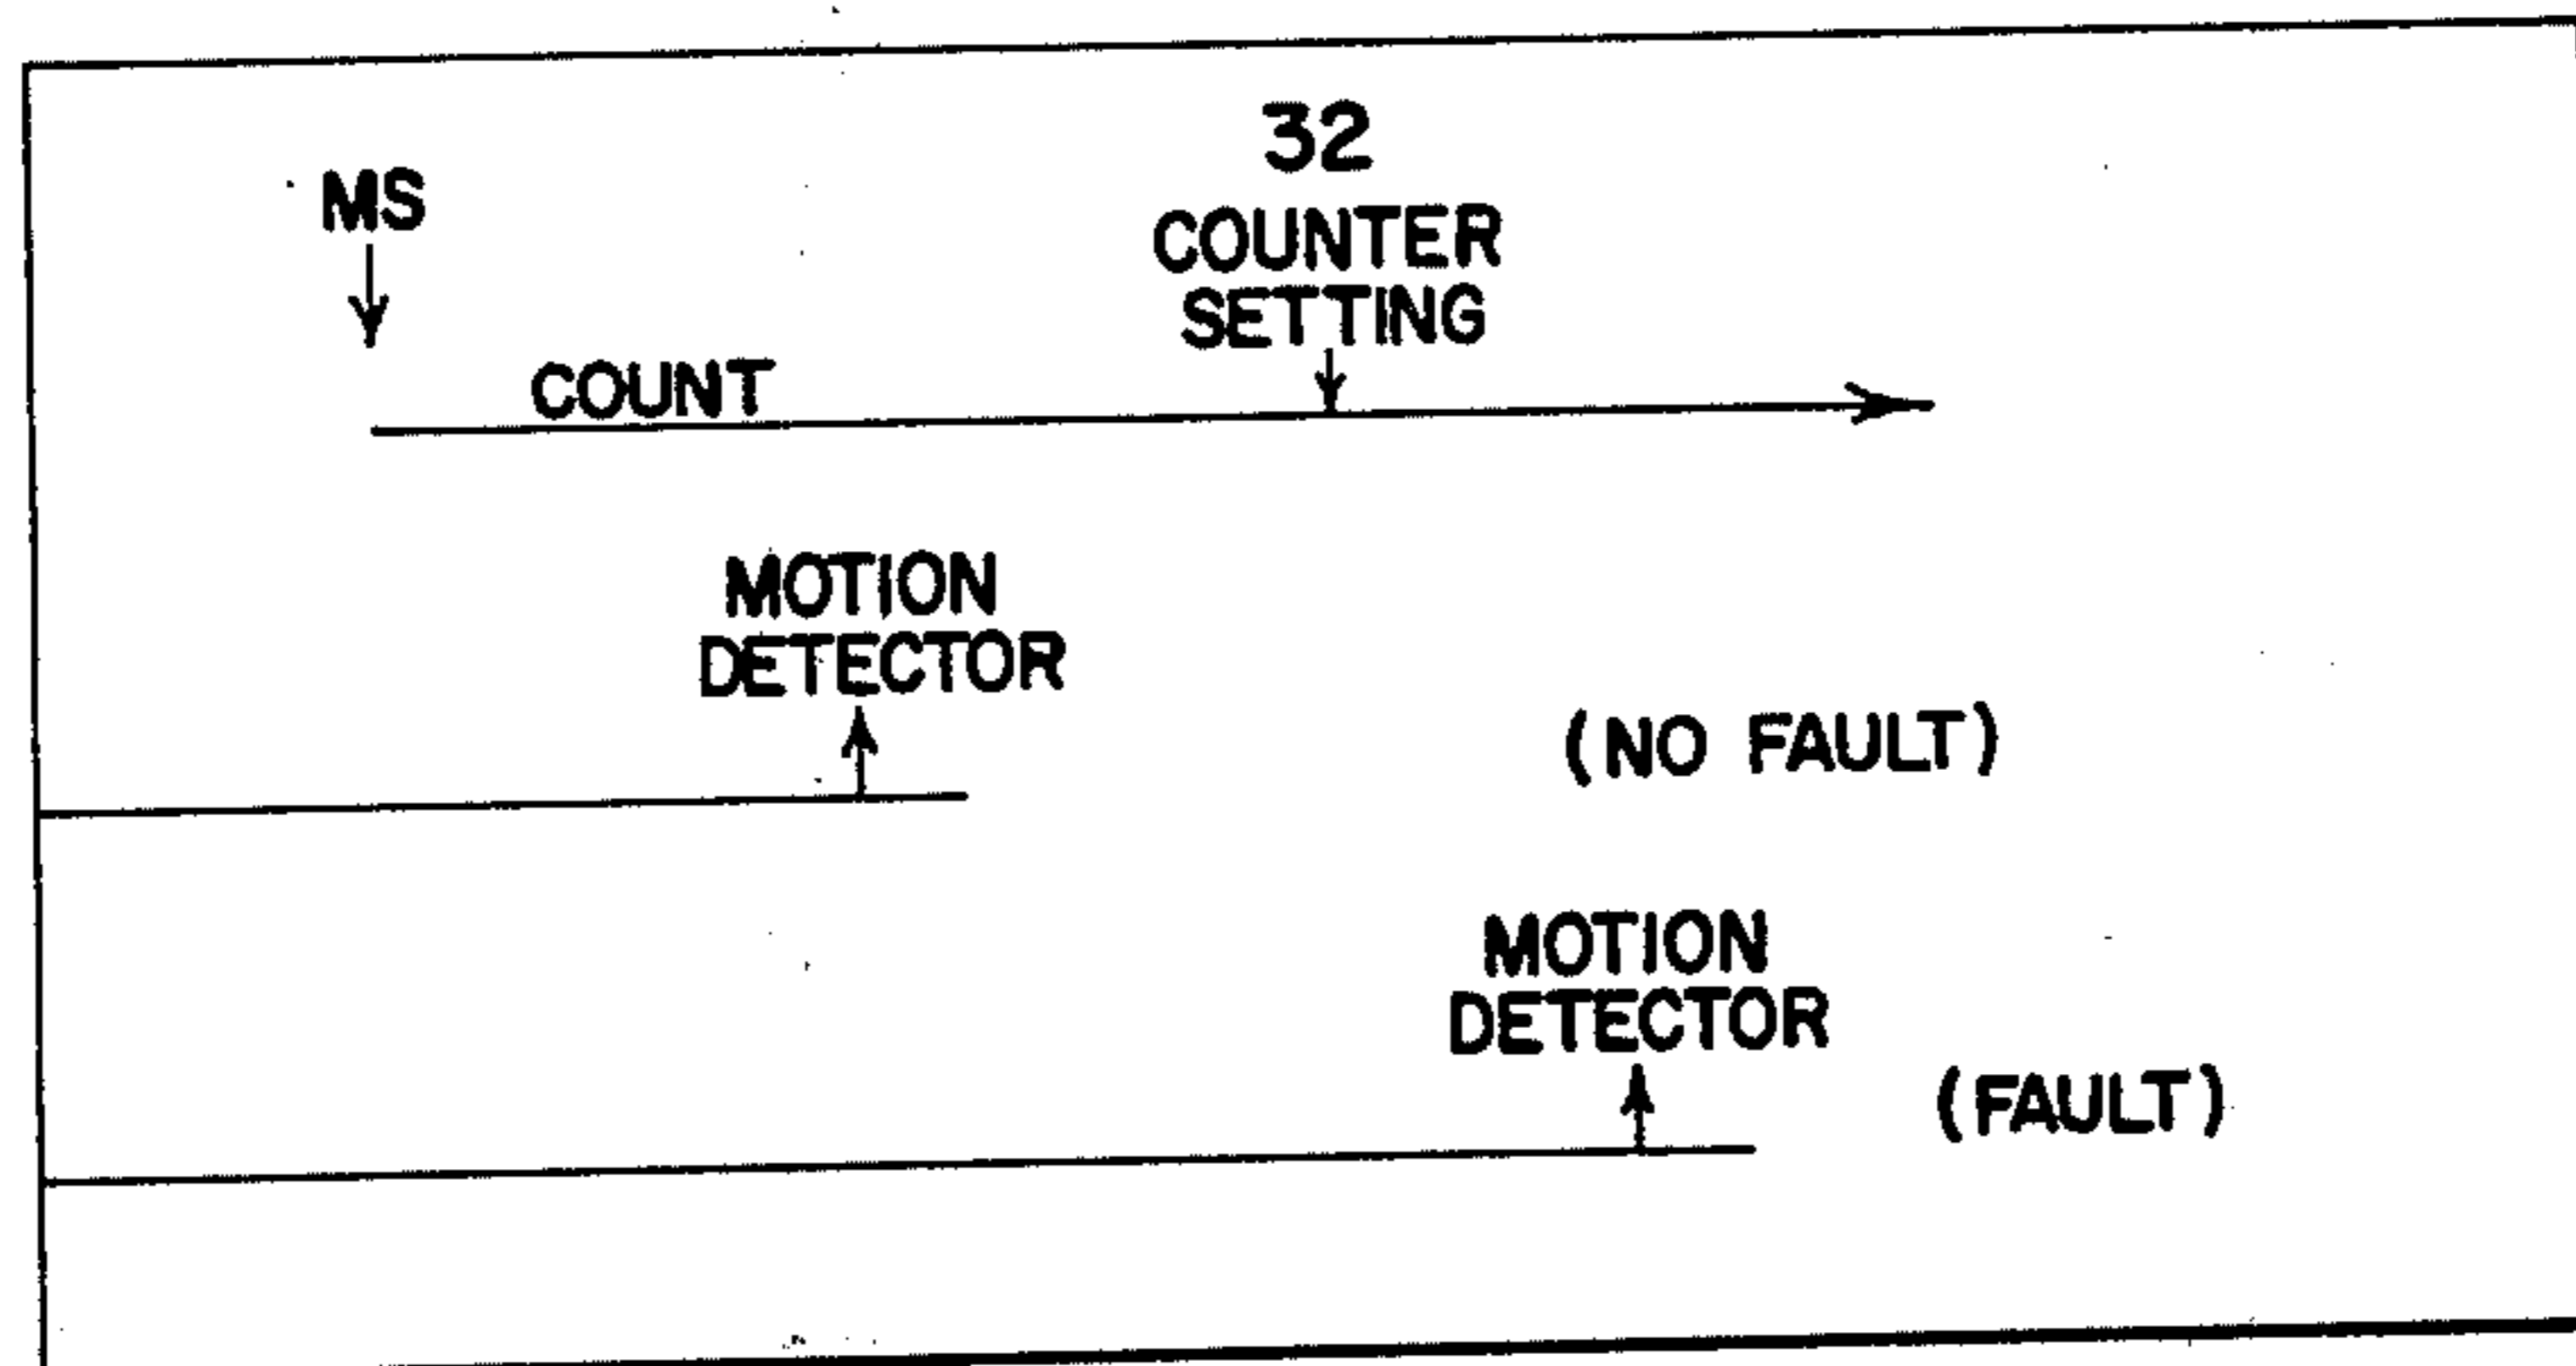 32
MS
COUNTER
SETTING
COUNT
MOTION
DETECTOR
(NO FAULT)
MOTION
DETECTOR
(FAULT)